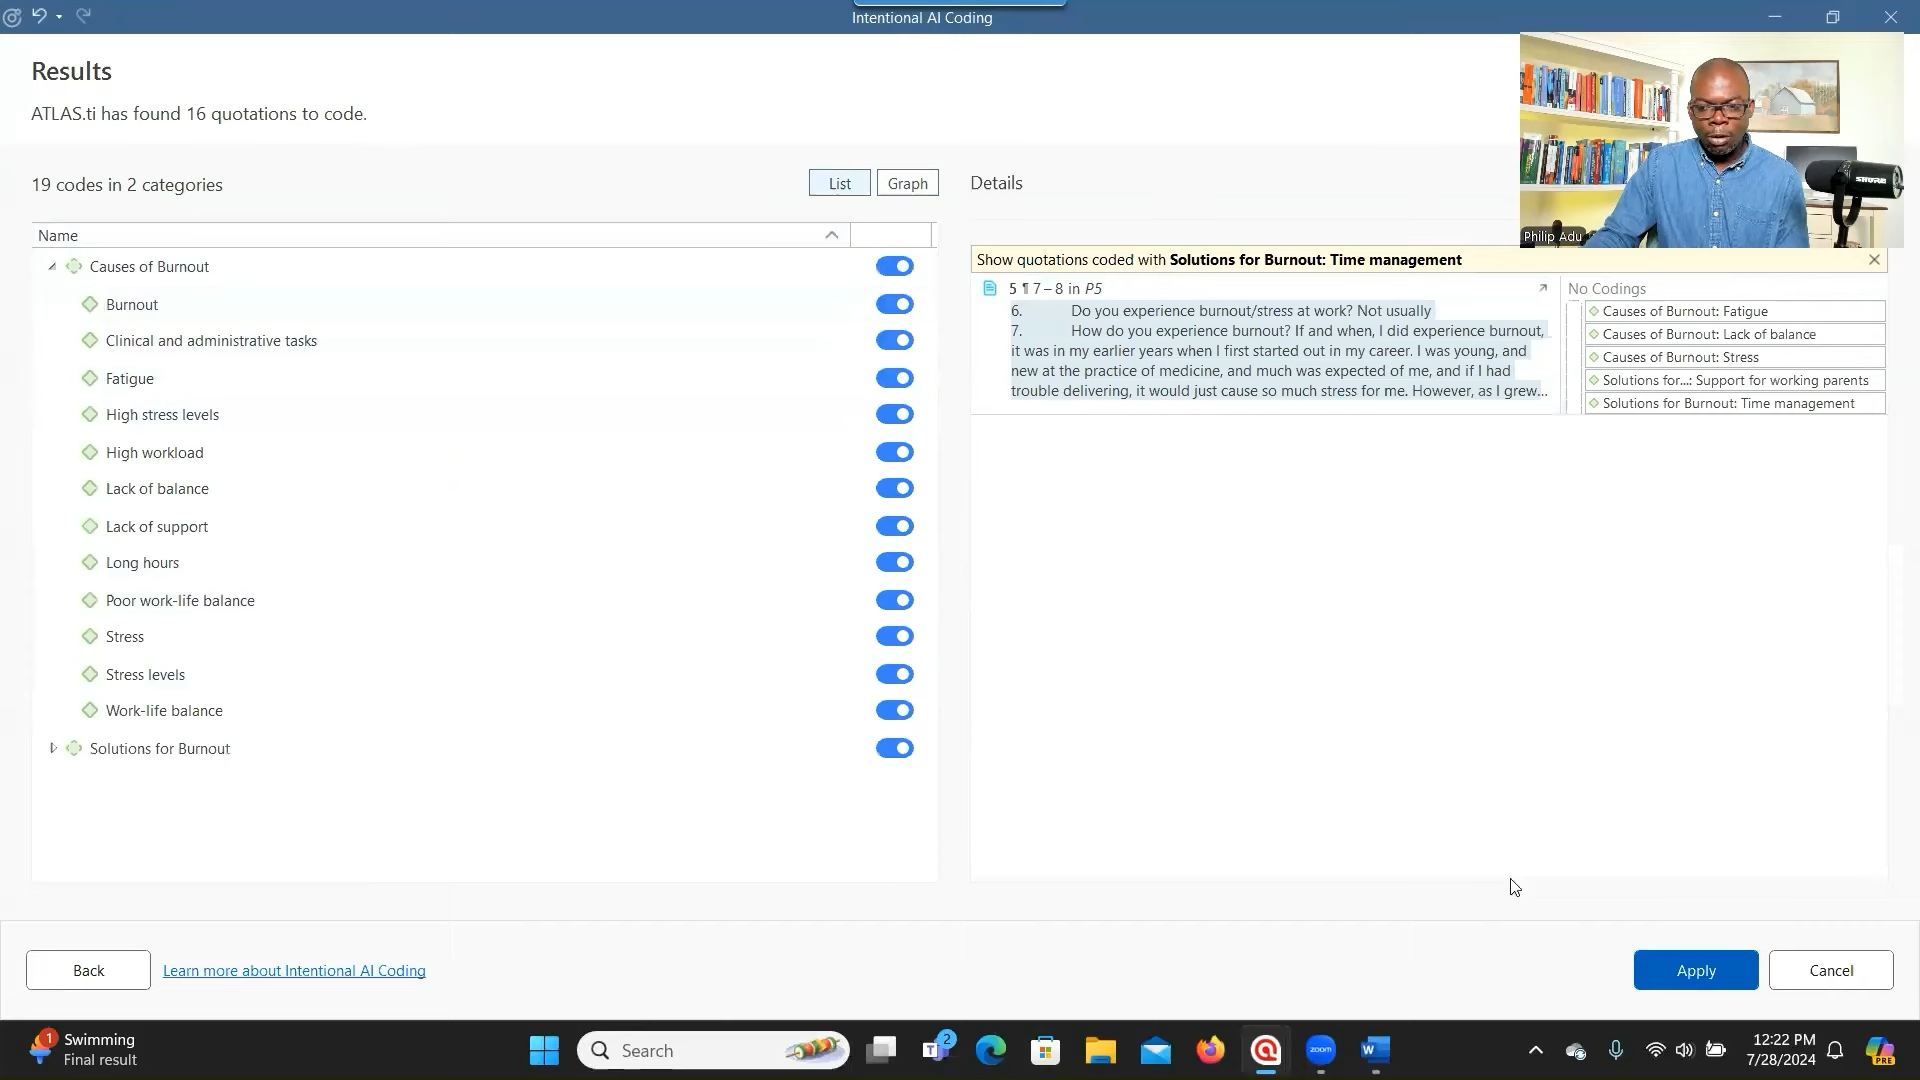 Intentional AI Coding
Results
ATLAS.ti has found 16 quotations to code.
19 codes in 2 categories
List
Graph
Details
Name
Causes of Burnout
Burnout
Clinical and administrative tasks
Fatigue
High stress levels
High workload
Lack of balance
Lack of support
Long hours
Poor work-life balance
Stress
Stress levels
Work-life balance
Solutions for Burnout
SHURE
Philip Adu
Show quotations coded with Solutions for Burnout: Time management
5 ¶ 7 – 8 in P5
6. Do you experience burnout/stress at work? Not usually
7. How do you experience burnout? If and when, I did experience burnout,
it was in my earlier years when I first started out in my career. I was young, and
new at the practice of medicine, and much was expected of me, and if I had
trouble delivering, it would just cause so much stress for me. However, as I grew...
No Codings
Causes of Burnout: Fatigue
Causes of Burnout: Lack of balance
Causes of Burnout: Stress
Solutions for...: Support for working parents
Solutions for Burnout: Time management
Back
Learn more about Intentional AI Coding
Apply
Cancel
1
Swimming
Final result
Search
2
T
zoom
W
12:22 PM
7/28/2024
PRE